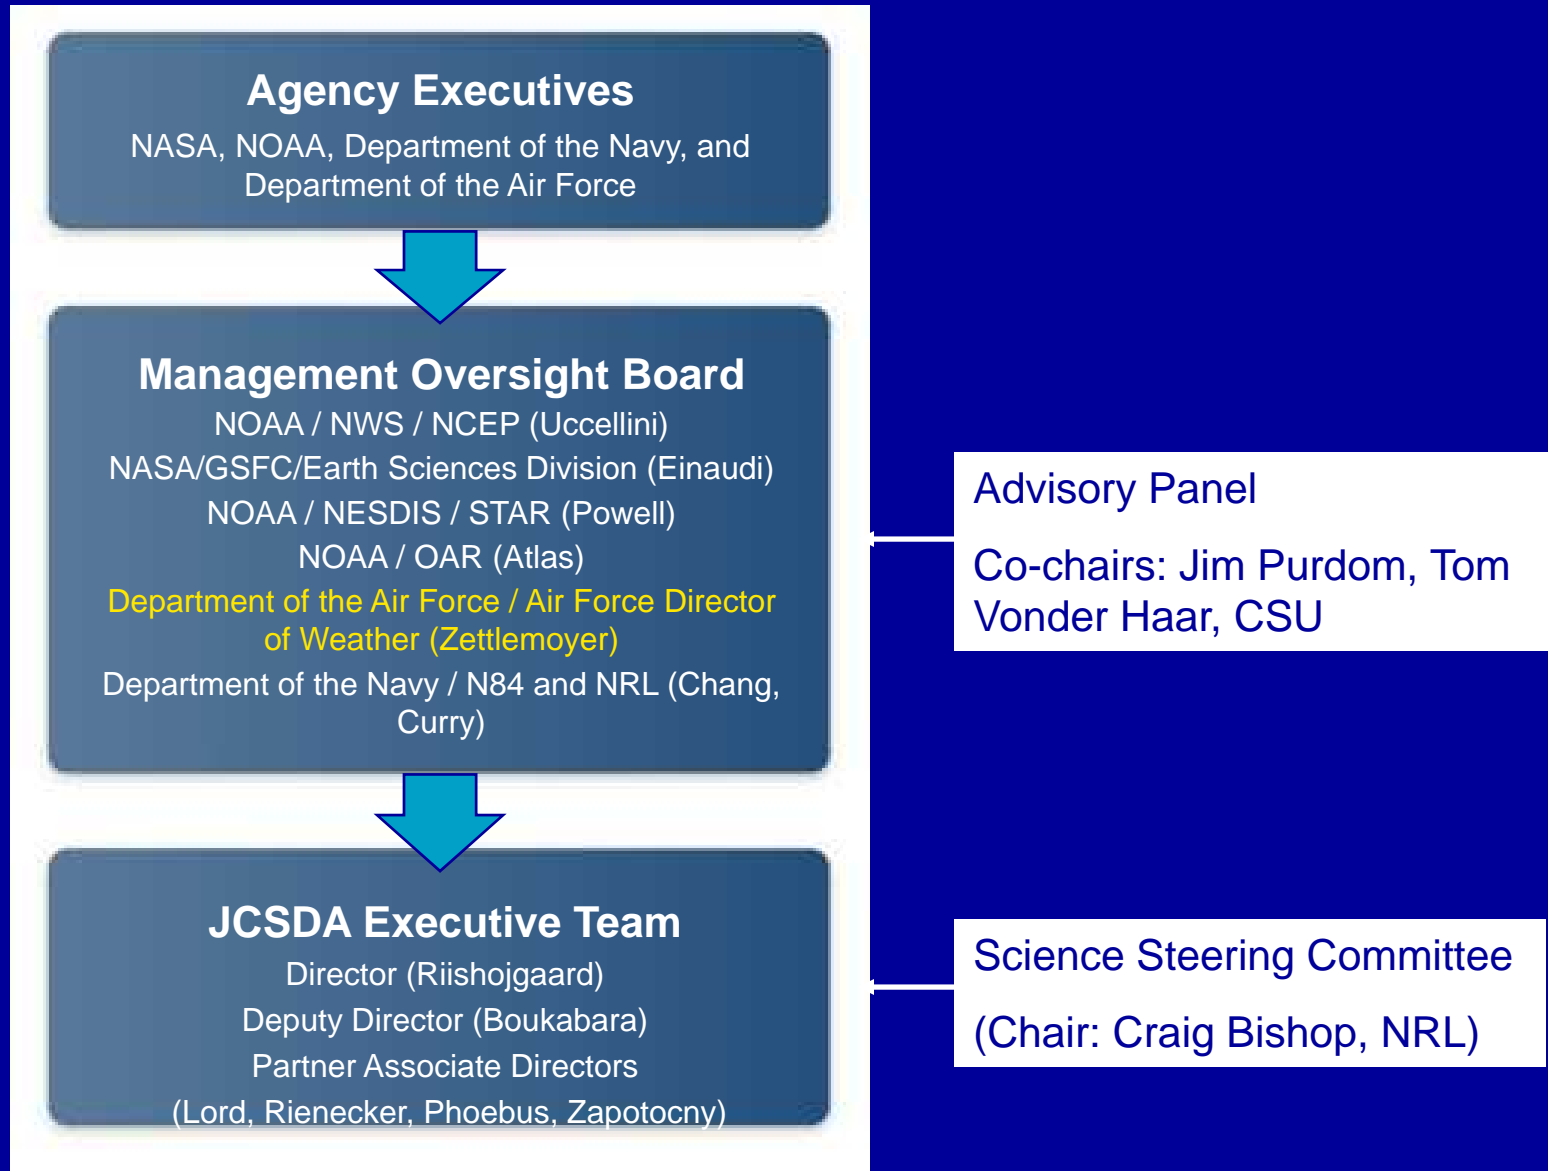 Agency Executives
NASA, NOAA, Department of the Navy, and
Department of the Air Force
Management Oversight Board
NOAA / NWS / NCEP (Uccellini)
NASA/GSFC/Earth Sciences Division (Einaudi)
NOAA / NESDIS / STAR (Powell)
NOAA / OAR (Atlas)
Department of the Air Force / Air Force Director
of Weather (Zettlemoyer)
Department of the Navy / N84 and NRL (Chang,
Curry)
Advisory Panel
Co-chairs: Jim Purdom, Tom
Vonder Haar, CSU
JCSDA Executive Team
Director (Riishojgaard)
Deputy Director (Boukabara)
Partner Associate Directors
(Lord, Rienecker, Phoebus, Zapotocny)
Science Steering Committee
(Chair: Craig Bishop, NRL)